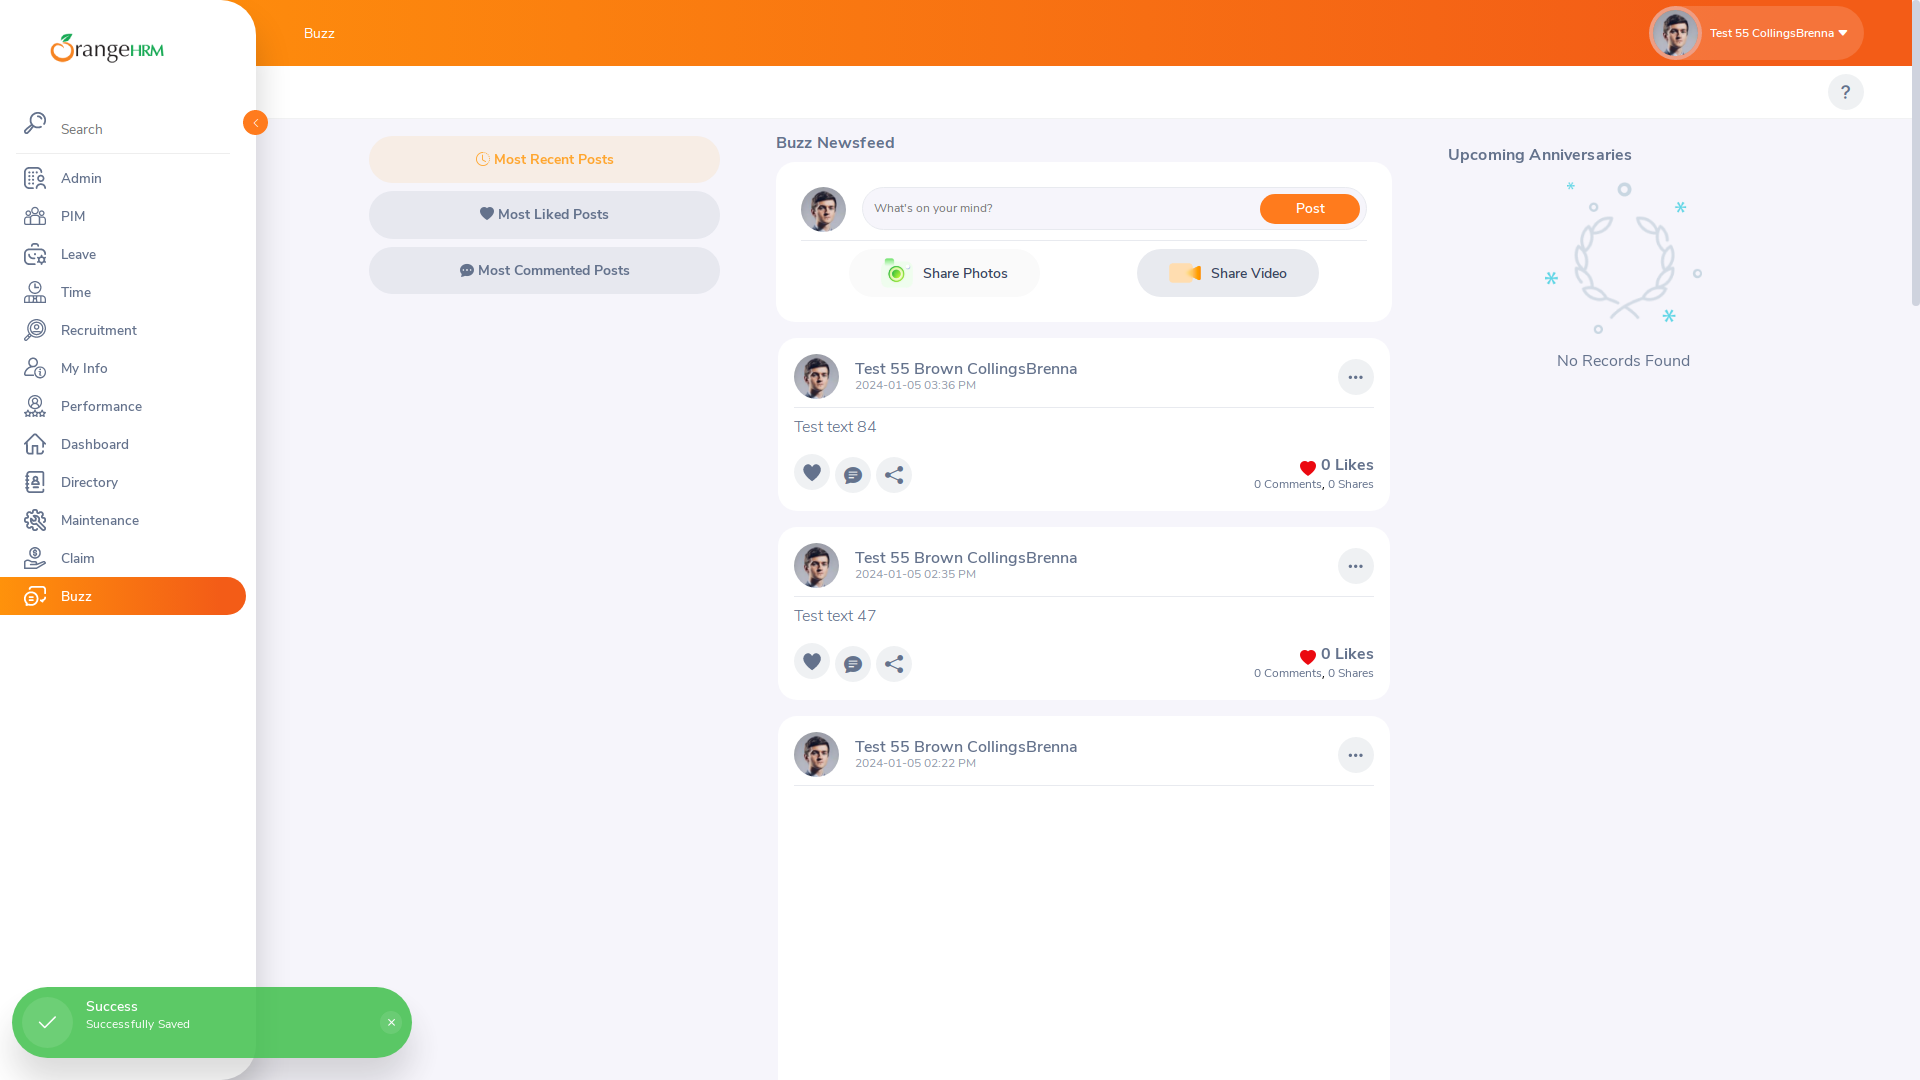 OrangeHRM
Search
Admin
PIM
Leave
Time
Recruitment
My Info
Performance
Dashboard
Directory
Maintenance
Claim
Buzz
Buzz
Test 55 CollingsBrenna
?
Most Recent Posts
Most Liked Posts
Most Commented Posts
Buzz Newsfeed
What's on your mind?
Post
Share Photos
Share Video
Test 55 Brown CollingsBrenna
2024-01-05 03:36 PM
Test text 84
0 Likes
0 Comments, 0 Shares
Test 55 Brown CollingsBrenna
2024-01-05 02:35 PM
Test text 47
0 Likes
0 Comments, 0 Shares
Test 55 Brown CollingsBrenna
2024-01-05 02:22 PM
Upcoming Anniversaries
No Records Found
Success
Successfully Saved